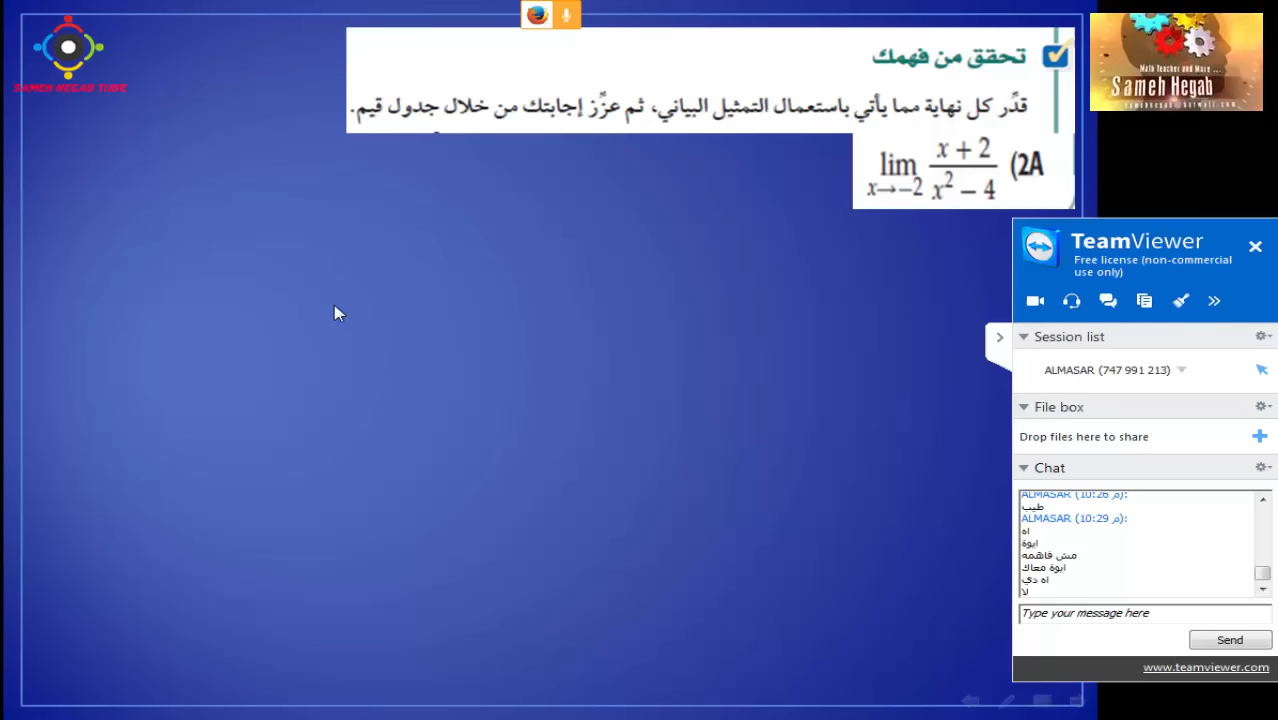 تحقق من فهمك
قدِّر كل نهاية مما يأتي باستعمال التمثيل البياني، ثم عزِّز إجابتك من خلال جدول قيم.
(2A lim x→−2 x + 2 / x² − 4
SAMEH HEGAB TUBE
Math Teacher and More ...
Sameh Hegab
TeamViewer
Free license (non-commercial
use only)
Session list
ALMASAR (747 991 213)
File box
Drop files here to share
Chat
ALMASAR (10:26 م):
طيب
ALMASAR (10:29 م):
اه
ايوة
مش فاهمه
ايوة معاك
اه دي
لا
Type your message here
Send
www.teamviewer.com